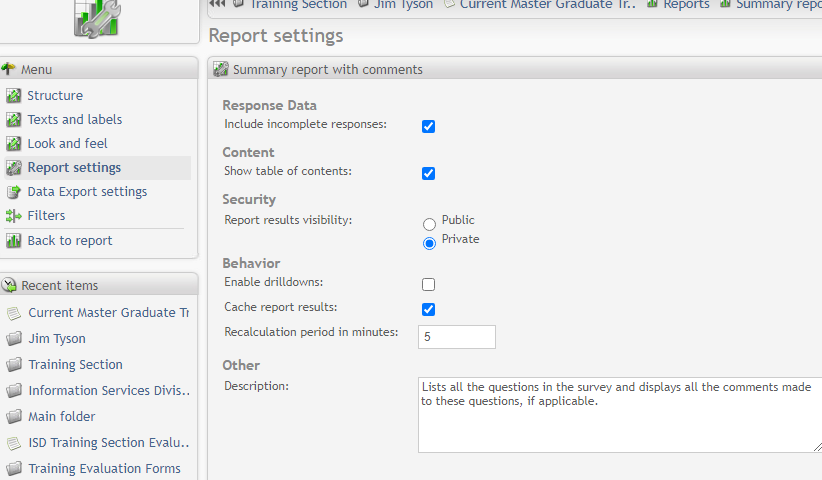 Training Section Jim Tyson Current Master Graduate Tr.. Reports Summary repo
Report settings
Menu
Structure
Texts and labels
Look and feel
Report settings
Data Export settings
Filters
Back to report
Recent items
Current Master Graduate Tr
Jim Tyson
Training Section
Information Services Divis..
Main folder
ISD Training Section Evalu..
Training Evaluation Forms
Summary report with comments
Response Data
Include incomplete responses:
Content
Show table of contents:
Security
Report results visibility: Public
Private
Behavior
Enable drilldowns:
Cache report results:
Recalculation period in minutes: 5
Other
Description: Lists all the questions in the survey and displays all the comments made
to these questions, if applicable.